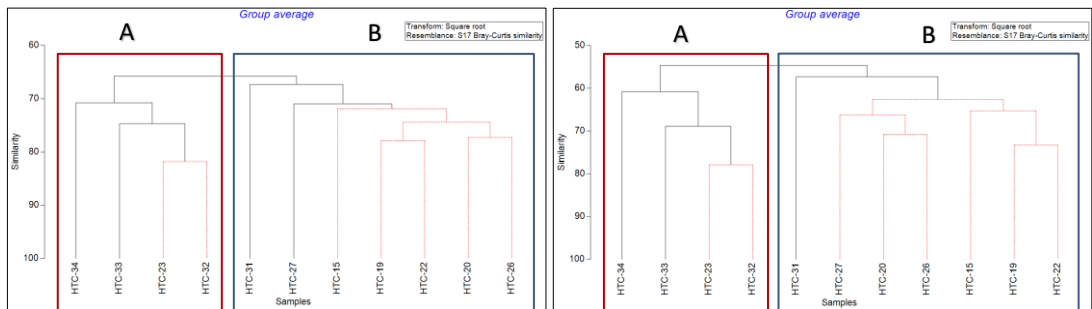 Group average
Transform: Square root
Resemblance: S17 Bray-Curtis similarity
A
B
60
70
80
90
100
Similarity
HTC-34
HTC-33
HTC-23
HTC-32
HTC-31
HTC-27
HTC-15
HTC-19
HTC-22
HTC-20
HTC-26
Samples
Group average
Transform: Square root
Resemblance: S17 Bray-Curtis similarity
A
B
50
60
70
80
90
100
Similarity
HTC-34
HTC-33
HTC-23
HTC-32
HTC-31
HTC-27
HTC-20
HTC-26
HTC-15
HTC-19
HTC-22
Samples